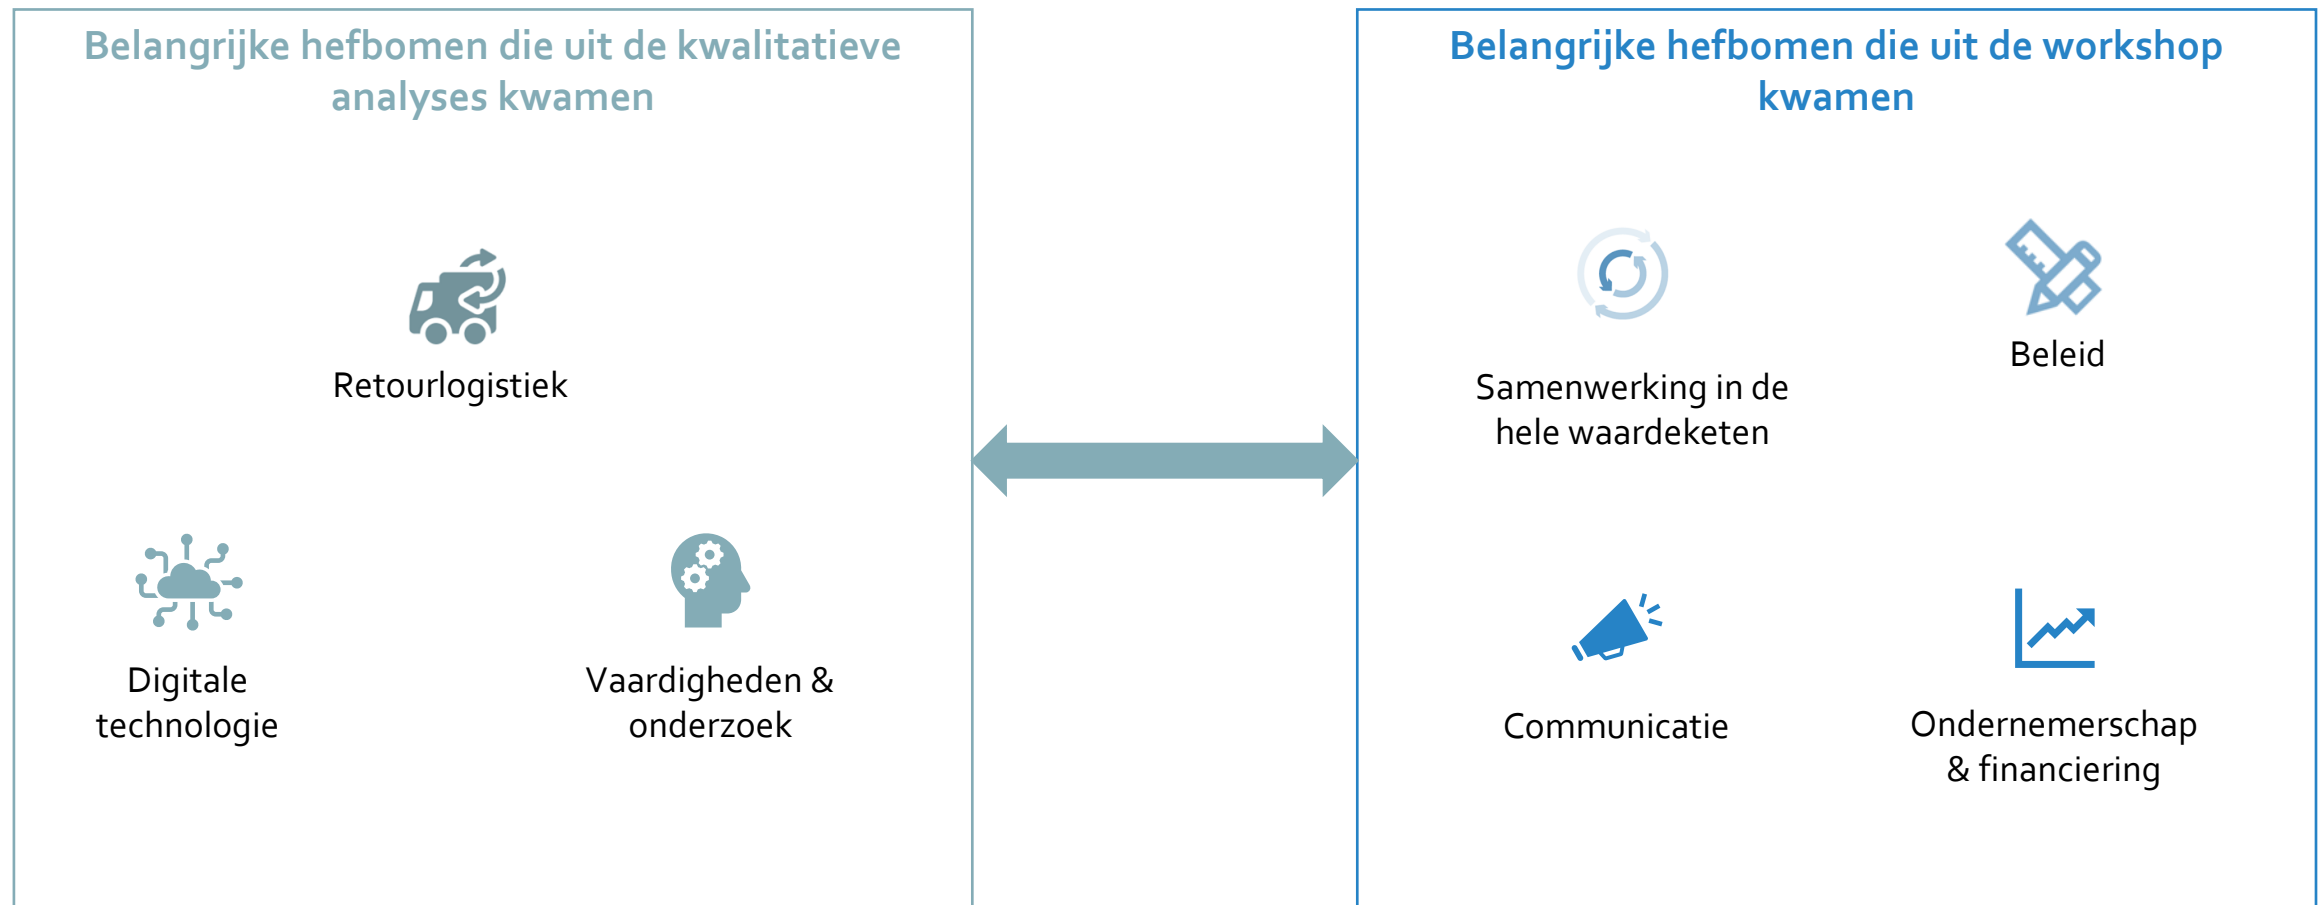 Belangrijke hefbomen die uit de kwalitatieve
analyses kwamen
Retourlogistiek
Digitale
technologie
Vaardigheden &
onderzoek
Belangrijke hefbomen die uit de workshop
kwamen
Samenwerking in de
hele waardeketen
Beleid
Communicatie
Ondernemerschap
& financiering